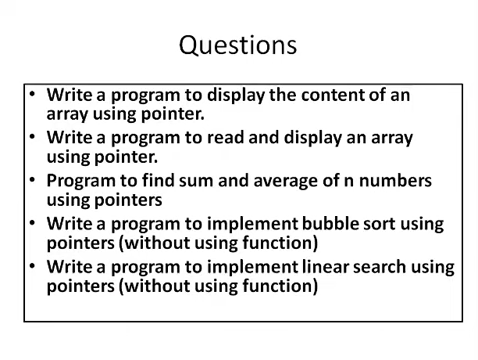 Questions
• Write a program to display the content of an
array using pointer.
• Write a program to read and display an array
using pointer.
• Program to find sum and average of n numbers
using pointers
• Write a program to implement bubble sort using
pointers (without using function)
• Write a program to implement linear search using
pointers (without using function)